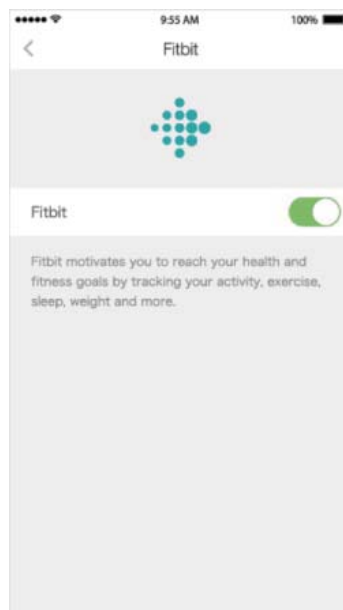 9:55 AM 100%
Fitbit
Fitbit
Fitbit motivates you to reach your health and
fitness goals by tracking your activity, exercise,
sleep, weight and more.